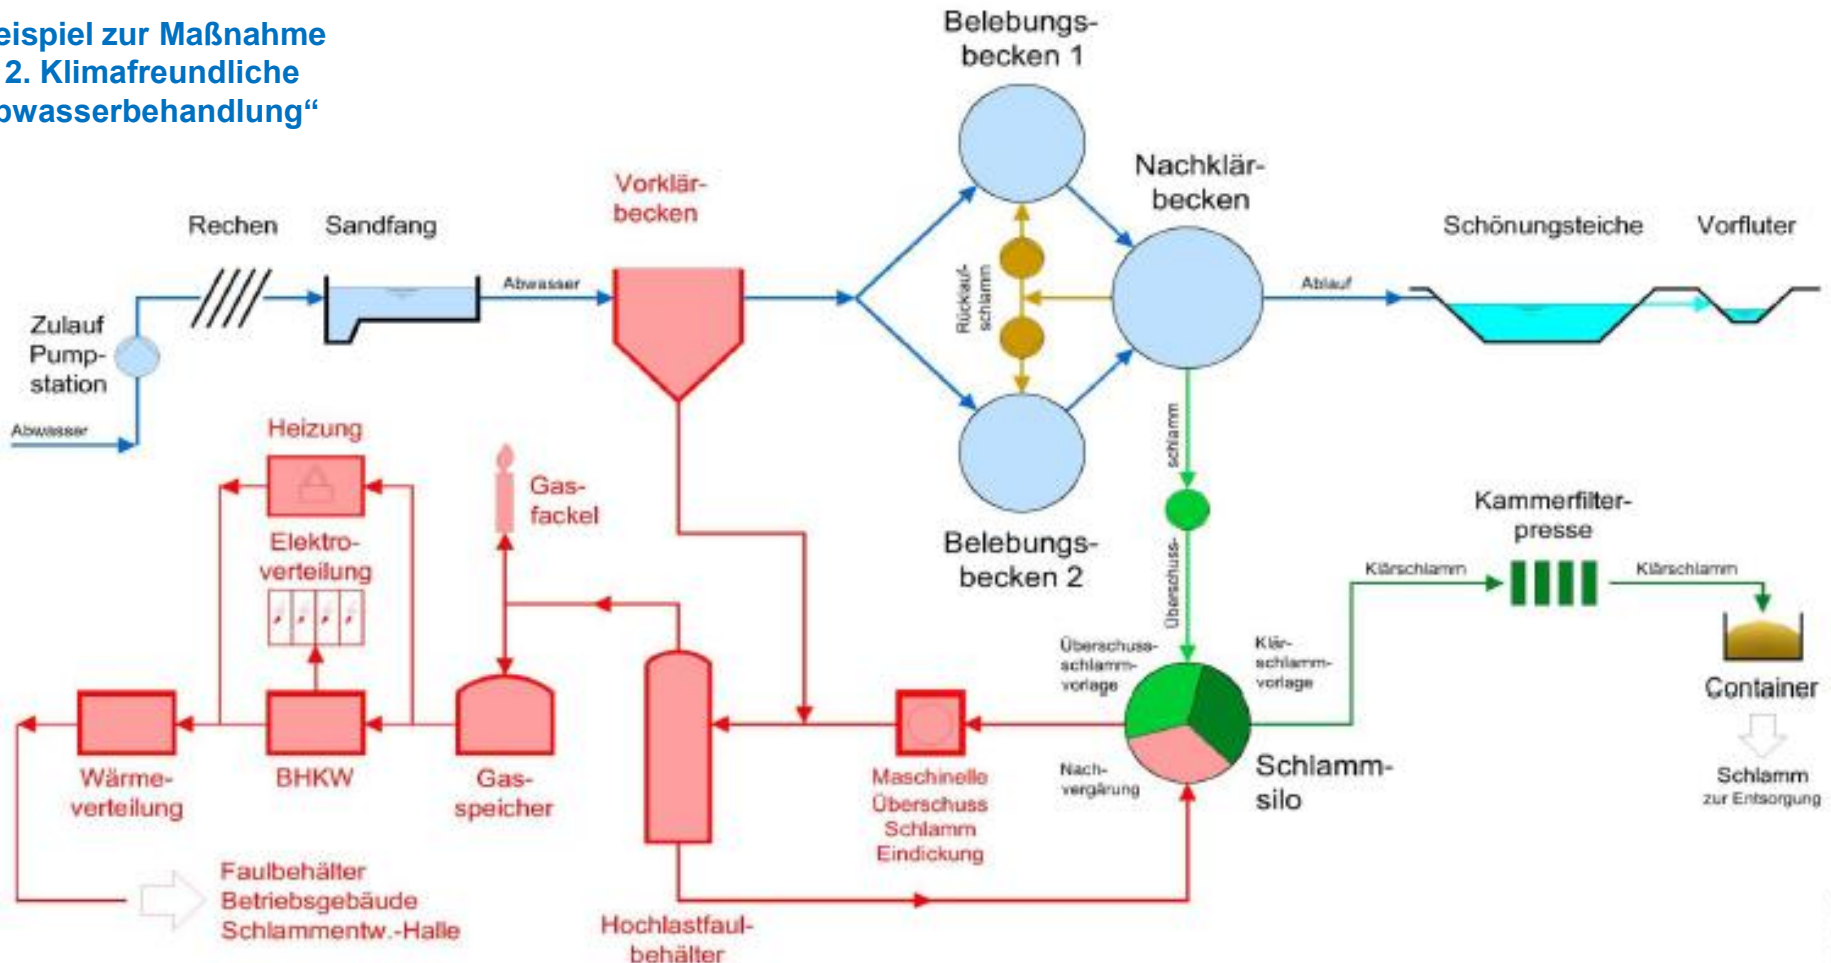 eispiel zur Maßnahme
2. Klimafreundliche
bwasserbehandlung“
Belebungs-
becken 1
Nachklär-
becken
Vorklär-
becken
Rechen
Sandfang
Schönungsteiche
Vorfluter
Abwasser
Ablauf
Rücklauf-
schlamm
Zulauf
Pump-
station
Abwasser
Heizung
Gas-
fackel
Elektro-
verteilung
Belebungs-
becken 2
schlamm
Überschuss-
Kammerfilter-
presse
Klärschlamm
Klärschlamm
Überschuss-
schlamm-
vorlage
Klär-
schlamm-
vorlage
Container
Nach-
vergärung
Schlamm-
silo
Schlamm
zur Entsorgung
Wärme-
verteilung
BHKW
Gas-
speicher
Maschinelle
Überschuss
Schlamm
Eindickung
Faulbehälter
Betriebsgebäude
Schlammentw.-Halle
Hochlastfaul-
behälter